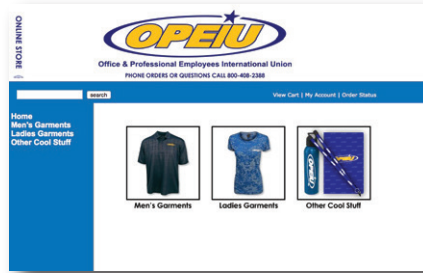 ONLINE STORE
OPEIU
Office & Professional Employees International Union
PHONE ORDERS OR QUESTIONS CALL 800-408-2388
search
View Cart | My Account | Order Status
Home
Men's Garments
Ladies Garments
Other Cool Stuff
OPEIU
Men's Garments
Ladies Garments
Other Cool Stuff